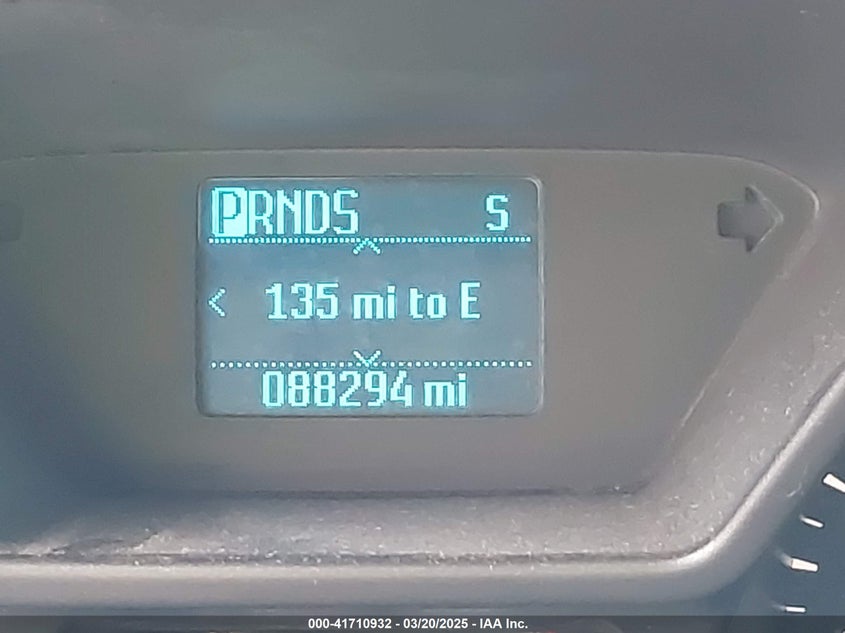 PRNDS S
< 135 mi to E
088294 mi
000-41710932 - 03/20/2025 - IAA Inc.